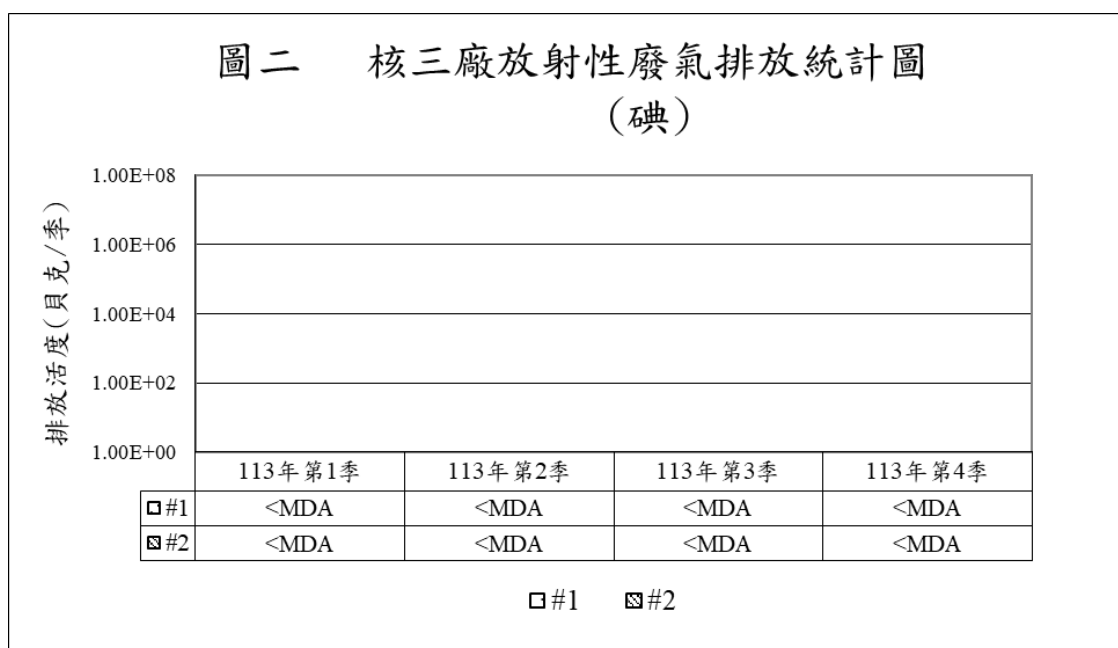 圖二 核三廠放射性廢氣排放統計圖
(碘)
排放活度(貝克/季)
1.00E+08
1.00E+06
1.00E+04
1.00E+02
1.00E+00
113年第1季 113年第2季 113年第3季 113年第4季
#1 <MDA <MDA <MDA <MDA
#2 <MDA <MDA <MDA <MDA
#1 #2